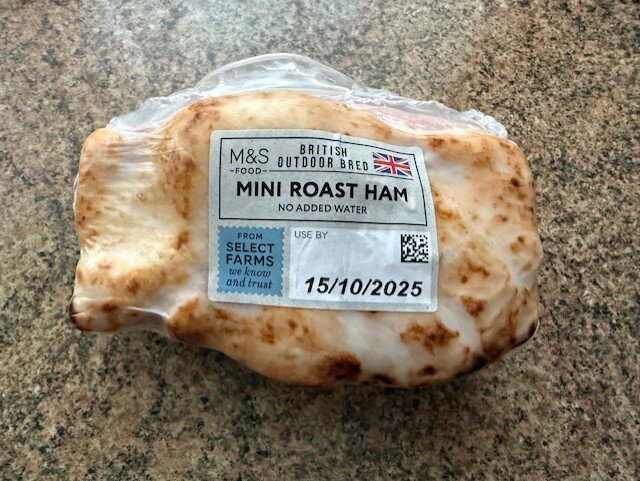 M&S
-FOOD-
BRITISH
OUTDOOR BRED
MINI ROAST HAM
NO ADDED WATER
FROM
SELECT
FARMS
we know
and trust
USE BY
15/10/2025